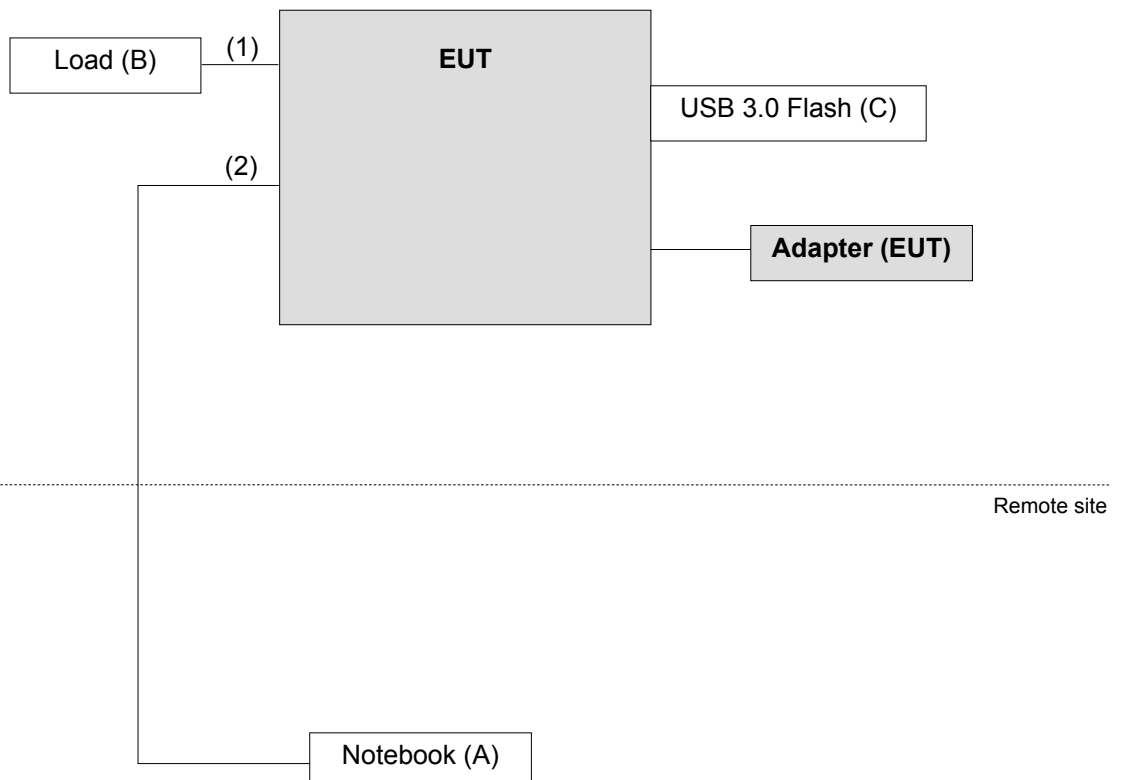 Load (B)
(1)
EUT
USB 3.0 Flash (C)
(2)
Adapter (EUT)
Remote site
Notebook (A)